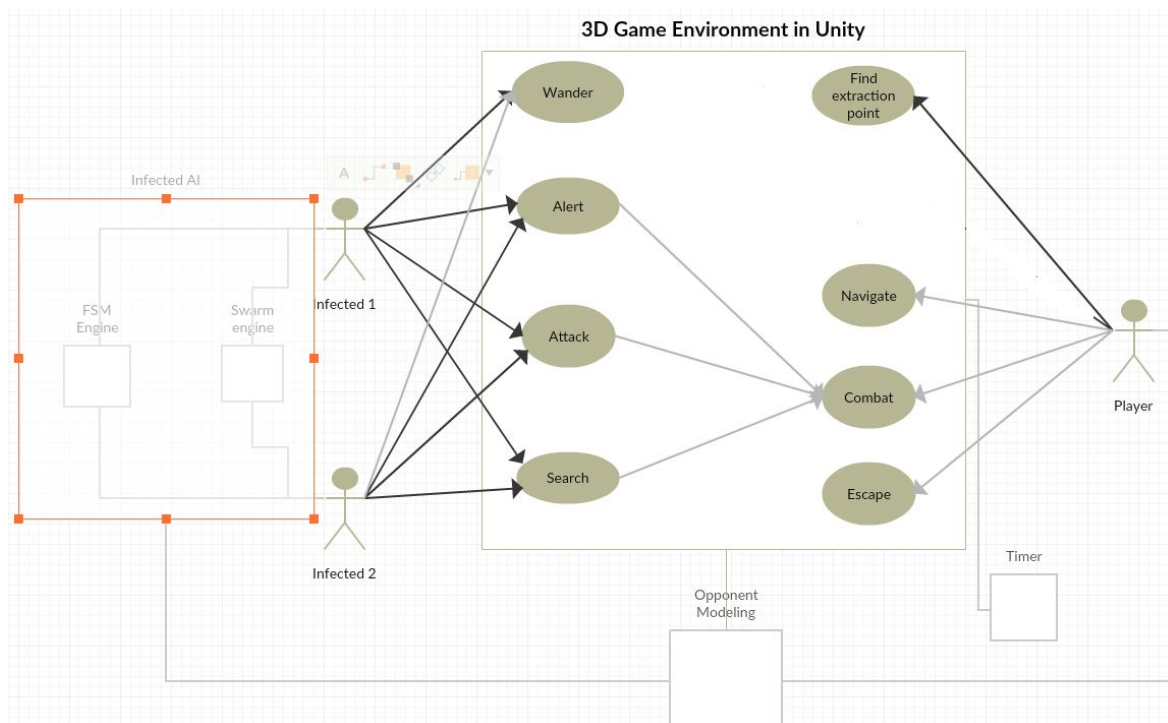 3D Game Environment in Unity
Wander
Find
extraction
point
A
Infected AI
Alert
Infected 1
FSM
Engine
Swarm
engine
Navigate
Attack
Combat
Player
Search
Escape
Infected 2
Timer
Opponent
Modeling